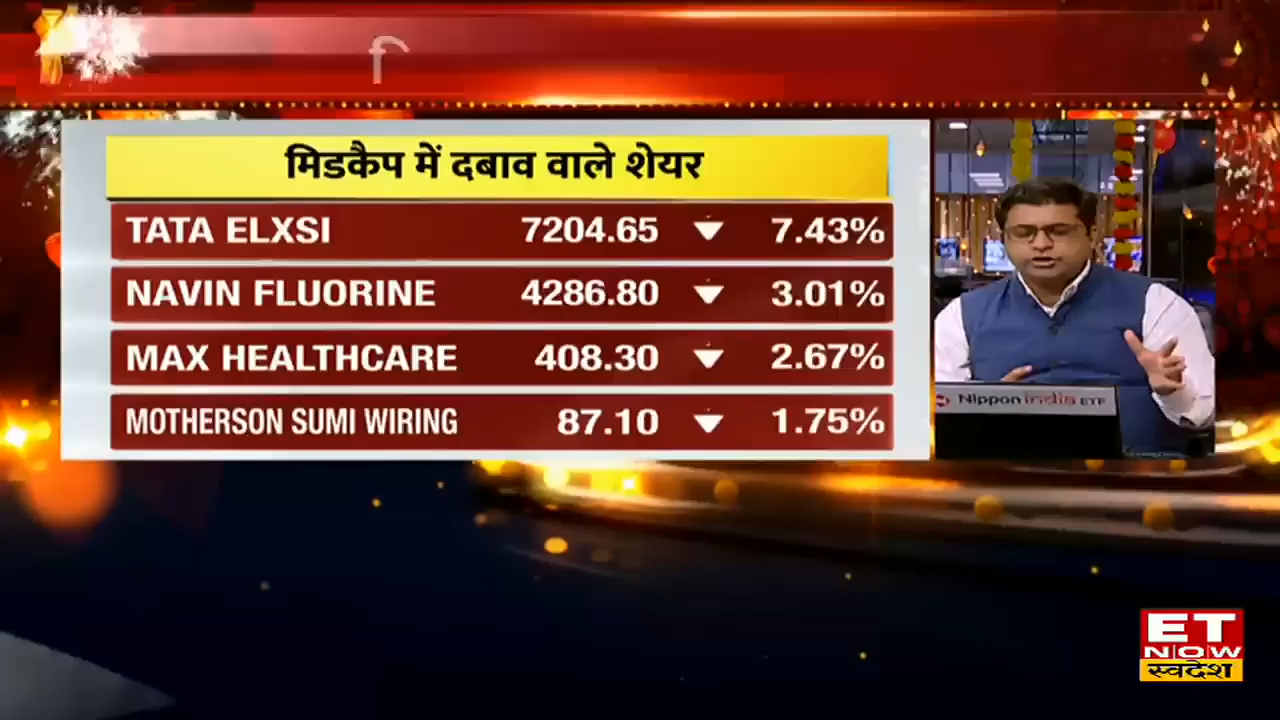 मिडकैप में दबाव वाले शेयर
TATA ELXSI 7204.65 7.43%
NAVIN FLUORINE 4286.80 3.01%
MAX HEALTHCARE 408.30 2.67%
MOTHERSON SUMI WIRING 87.10 1.75%
Nippon india ETF
ET
NOW
स्वदेश